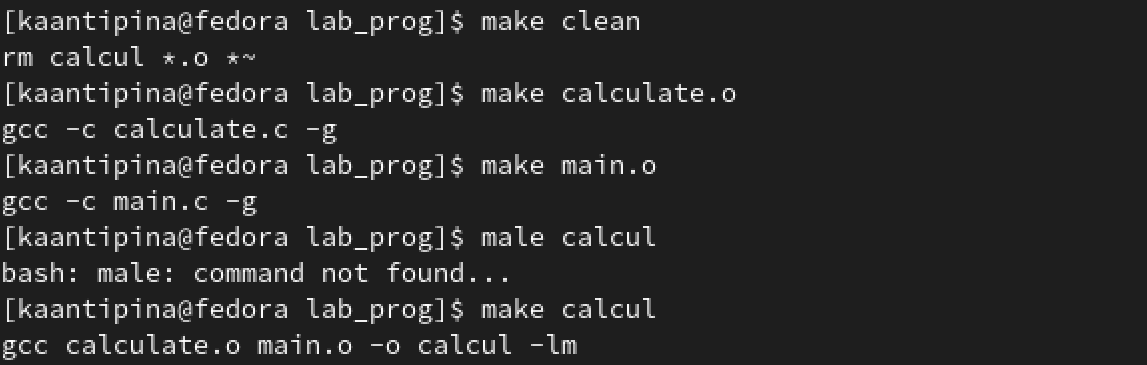 [kaantipina@fedora lab_prog]$ make clean
rm calcul *.o *~
[kaantipina@fedora lab_prog]$ make calculate.o
gcc -c calculate.c -g
[kaantipina@fedora lab_prog]$ make main.o
gcc -c main.c -g
[kaantipina@fedora lab_prog]$ male calcul
bash: male: command not found...
[kaantipina@fedora lab_prog]$ make calcul
gcc calculate.o main.o -o calcul -lm